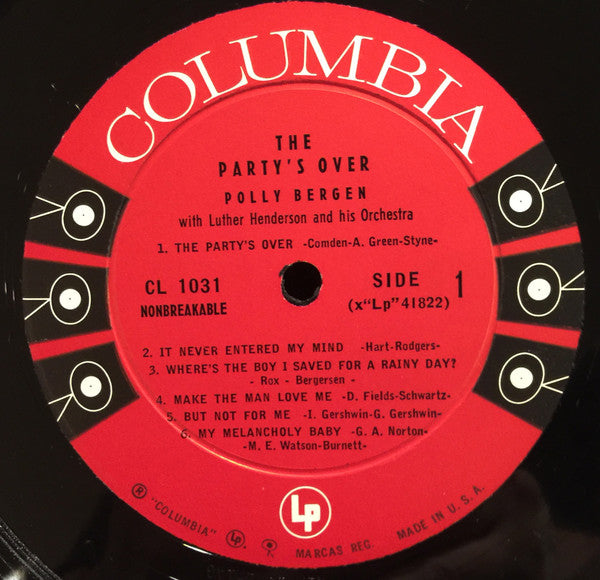 COLUMBIA
THE
PARTY'S OVER
POLLY BERGEN
with Luther Henderson and his Orchestra
1. THE PARTY'S OVER -Comden-A. Green-Styne-
CL 1031
NONBREAKABLE
SIDE 1
(x"Lp"41822)
2. IT NEVER ENTERED MY MIND -Hart-Rodgers-
3. WHERE'S THE BOY I SAVED FOR A RAINY DAY?
- Rox - Bergersen -
4. MAKE THE MAN LOVE ME -D. Fields-Schwartz-
5. BUT NOT FOR ME -I. Gershwin-G. Gershwin-
6. MY MELANCHOLY BABY -G. A. Norton-
-M. E. Watson-Burnett-
Lp
® "COLUMBIA" Lp MARCAS REG. MADE IN U. S. A.